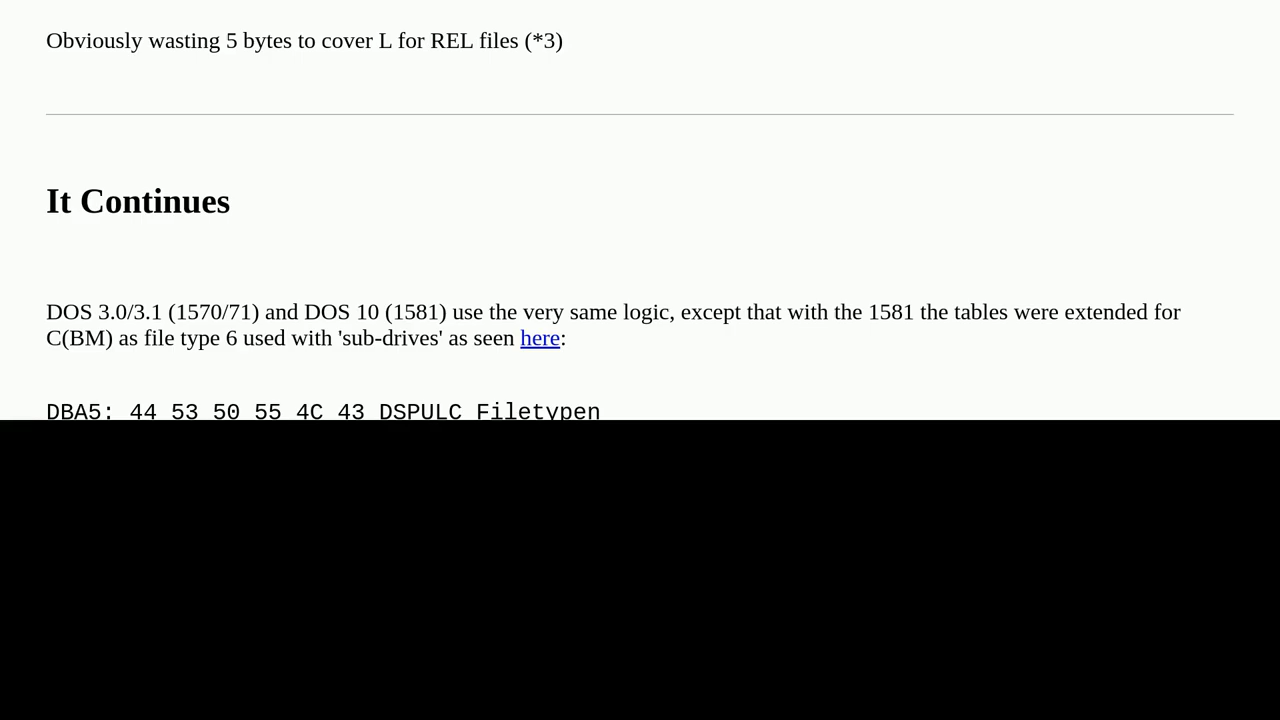 Obviously wasting 5 bytes to cover L for REL files (*3)
It Continues
DOS 3.0/3.1 (1570/71) and DOS 10 (1581) use the very same logic, except that with the 1581 the tables were extended for
C(BM) as file type 6 used with 'sub-drives' as seen here:
DBA5: 44 53 50 55 4C 43 DSPULC Filetypen